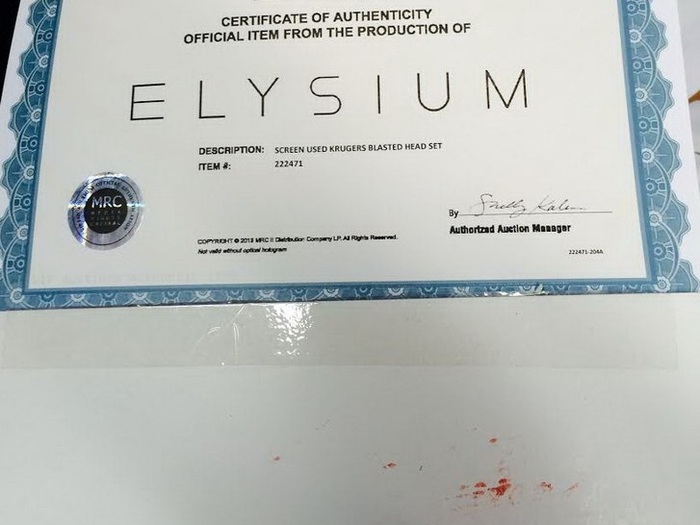 CERTIFICATE OF AUTHENTICITY
OFFICIAL ITEM FROM THE PRODUCTION OF
ELYSIUM
DESCRIPTION: SCREEN USED KRUGERS BLASTED HEAD SET
ITEM #: 222471
MRC
By
Authorized Auction Manager
COPYRIGHT © 2013 MRC II Distribution Company LP. All Rights Reserved.
Not valid without optical hologram
222471-204A